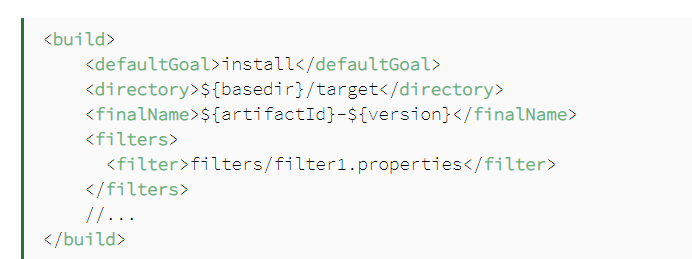 <build>
    <defaultGoal>install</defaultGoal>
    <directory>${basedir}/target</directory>
    <finalName>${artifactId}-${version}</finalName>
    <filters>
      <filter>filters/filter1.properties</filter>
    </filters>
    //...
</build>